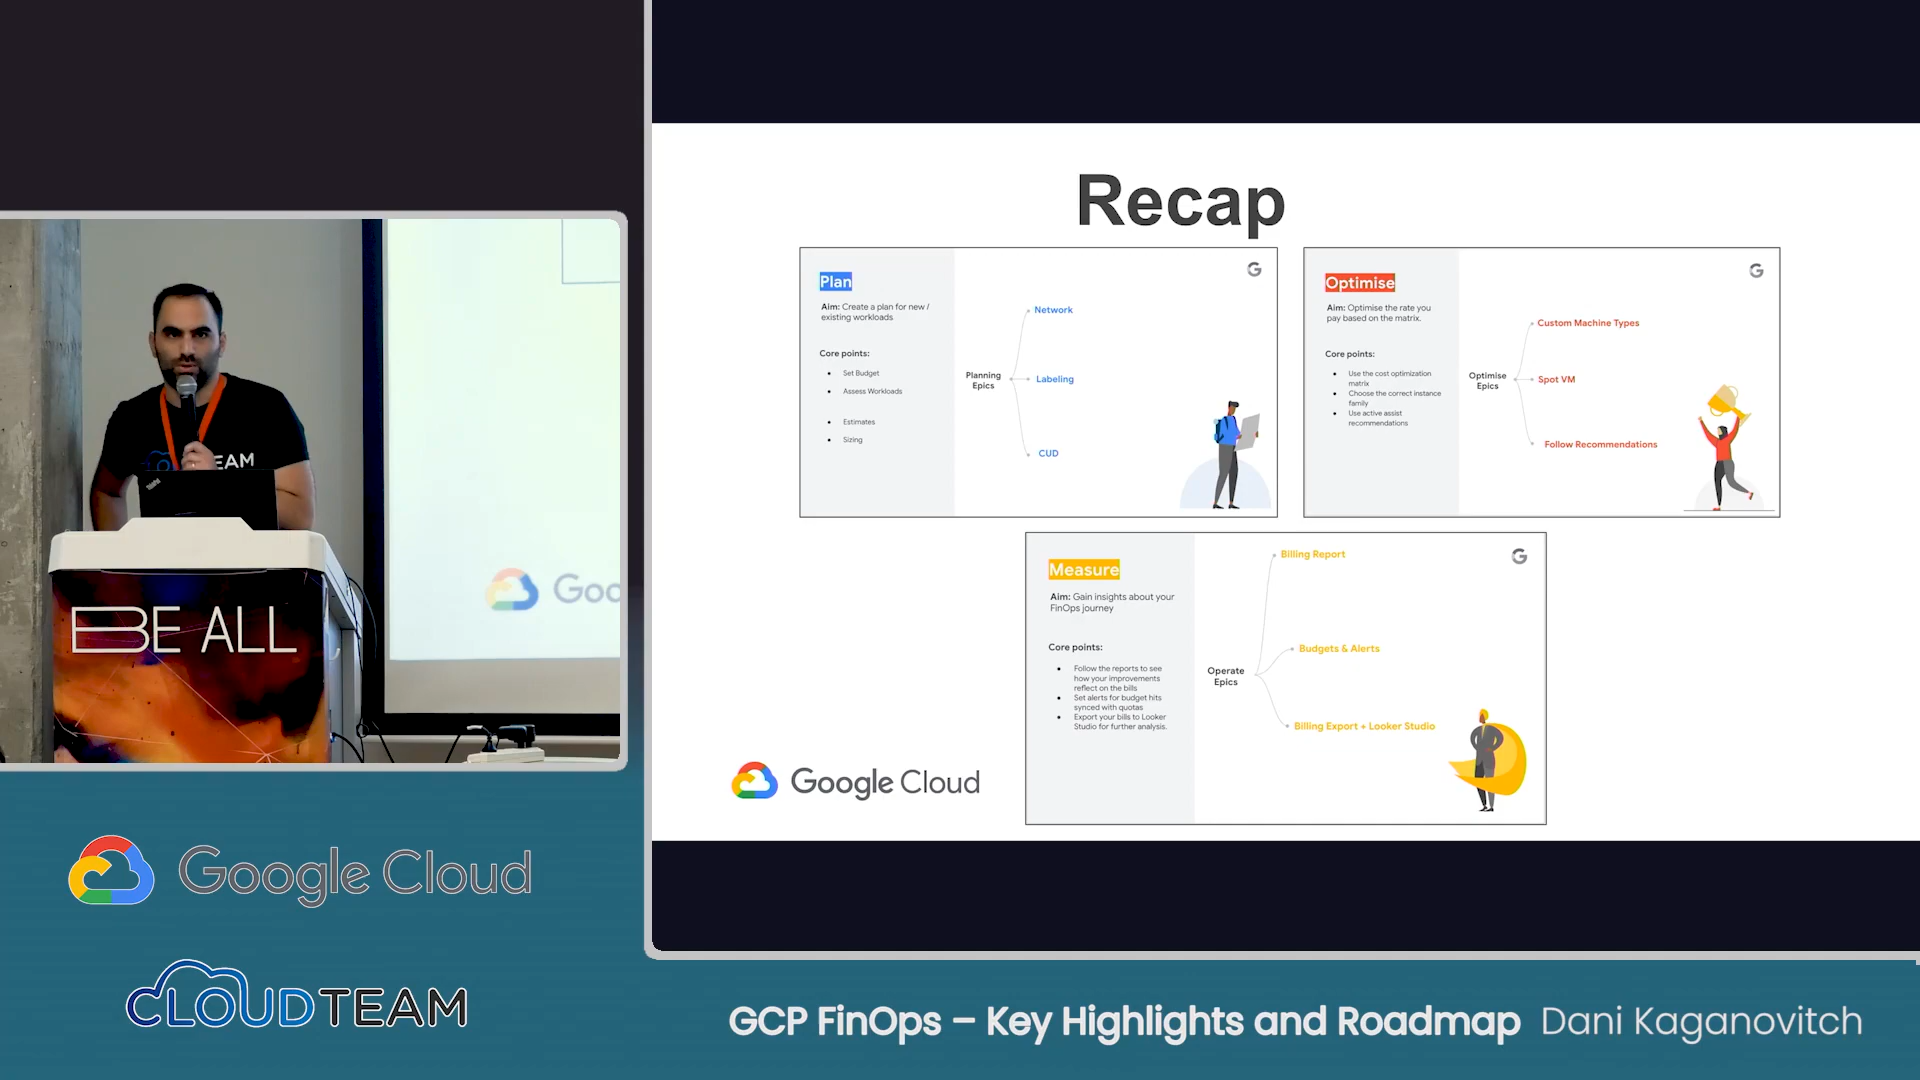 Recap
Plan
Aim: Create a plan for new /
existing workloads
Core points:
Set Budget
Assess Workloads
Estimates
Sizing
Planning
Epics
Network
Labeling
CUD
G
Optimise
Aim: Optimise the rate you
pay based on the matrix.
Core points:
Use the cost optimization
matrix
Choose the correct instance
family
Use active assist
recommendations
Optimise
Epics
Custom Machine Types
Spot VM
Follow Recommendations
G
Measure
Aim: Gain insights about your
FinOps journey
Core points:
Follow the reports to see
how your improvements
reflect on the bills
Set alerts for budget hits
synced with quotas
Export your bills to Looker
Studio for further analysis.
Operate
Epics
Billing Report
Budgets & Alerts
Billing Export + Looker Studio
G
Google Cloud
EAM
Goo
BE ALL
Google Cloud
CLOUDTEAM
GCP FinOps – Key Highlights and Roadmap Dani Kaganovitch